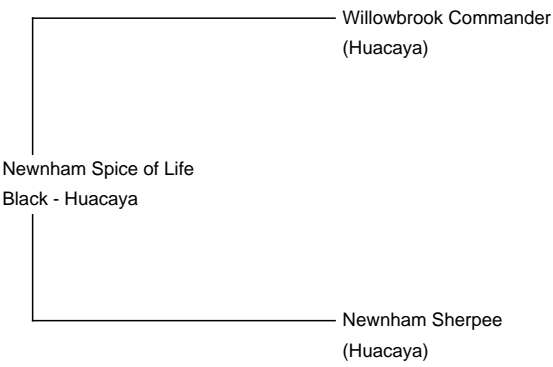 Willowbrook Commander
(Huacaya)
Newnham Spice of Life
Black - Huacaya
Newnham Sherpee
(Huacaya)